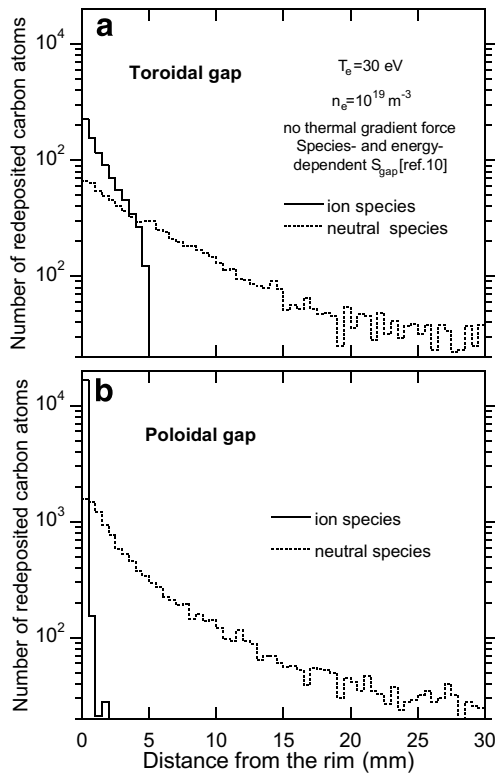 a
Number of redeposited carbon atoms
10^4
10^2
10^2
Toroidal gap
T_e=30 eV
n_e=10^19 m^-3
no thermal gradient force
Species- and energy-
dependent S_gap[ref.10]
ion species
neutral species
b
Number of redeposited carbon atoms
10^4
10^3
10^2
Poloidal gap
ion species
neutral species
0 5 10 15 20 25 30
Distance from the rim (mm)